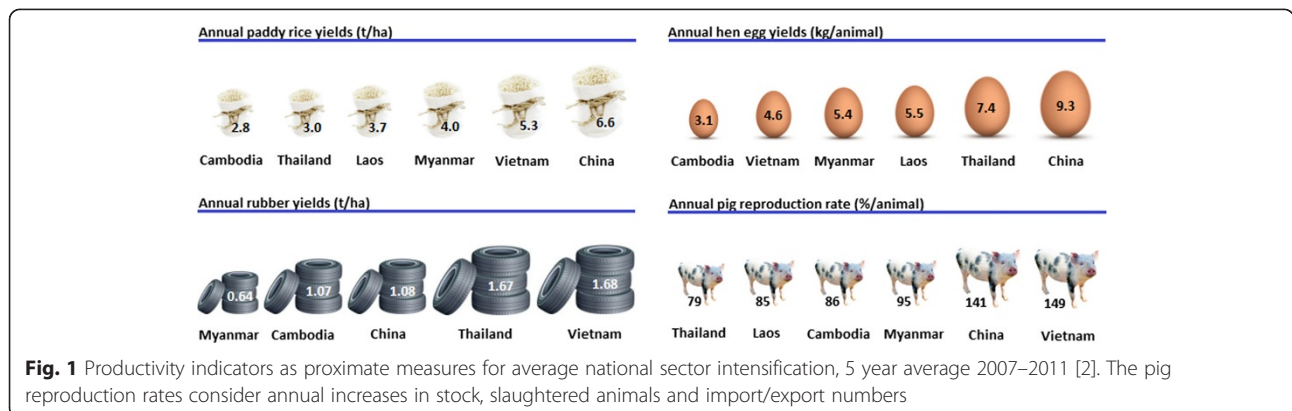 Annual paddy rice yields (t/ha)
2.8 3.0 3.7 4.0 5.3 6.6
Cambodia Thailand Laos Myanmar Vietnam China
Annual hen egg yields (kg/animal)
3.1 4.6 5.4 5.5 7.4 9.3
Cambodia Vietnam Myanmar Laos Thailand China
Annual rubber yields (t/ha)
0.64 1.07 1.08 1.67 1.68
Myanmar Cambodia China Thailand Vietnam
Annual pig reproduction rate (%/animal)
79 85 86 95 141 149
Thailand Laos Cambodia Myanmar China Vietnam
Fig. 1 Productivity indicators as proximate measures for average national sector intensification, 5 year average 2007–2011 [2]. The pig
reproduction rates consider annual increases in stock, slaughtered animals and import/export numbers